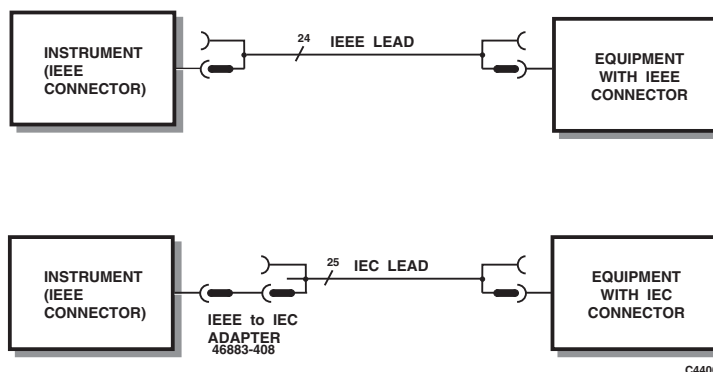 INSTRUMENT
(IEEE
CONNECTOR)
24
IEEE LEAD
EQUIPMENT
WITH IEEE
CONNECTOR
INSTRUMENT
(IEEE
CONNECTOR)
IEEE to IEC
ADAPTER
46883-408
25
IEC LEAD
EQUIPMENT
WITH IEC
CONNECTOR